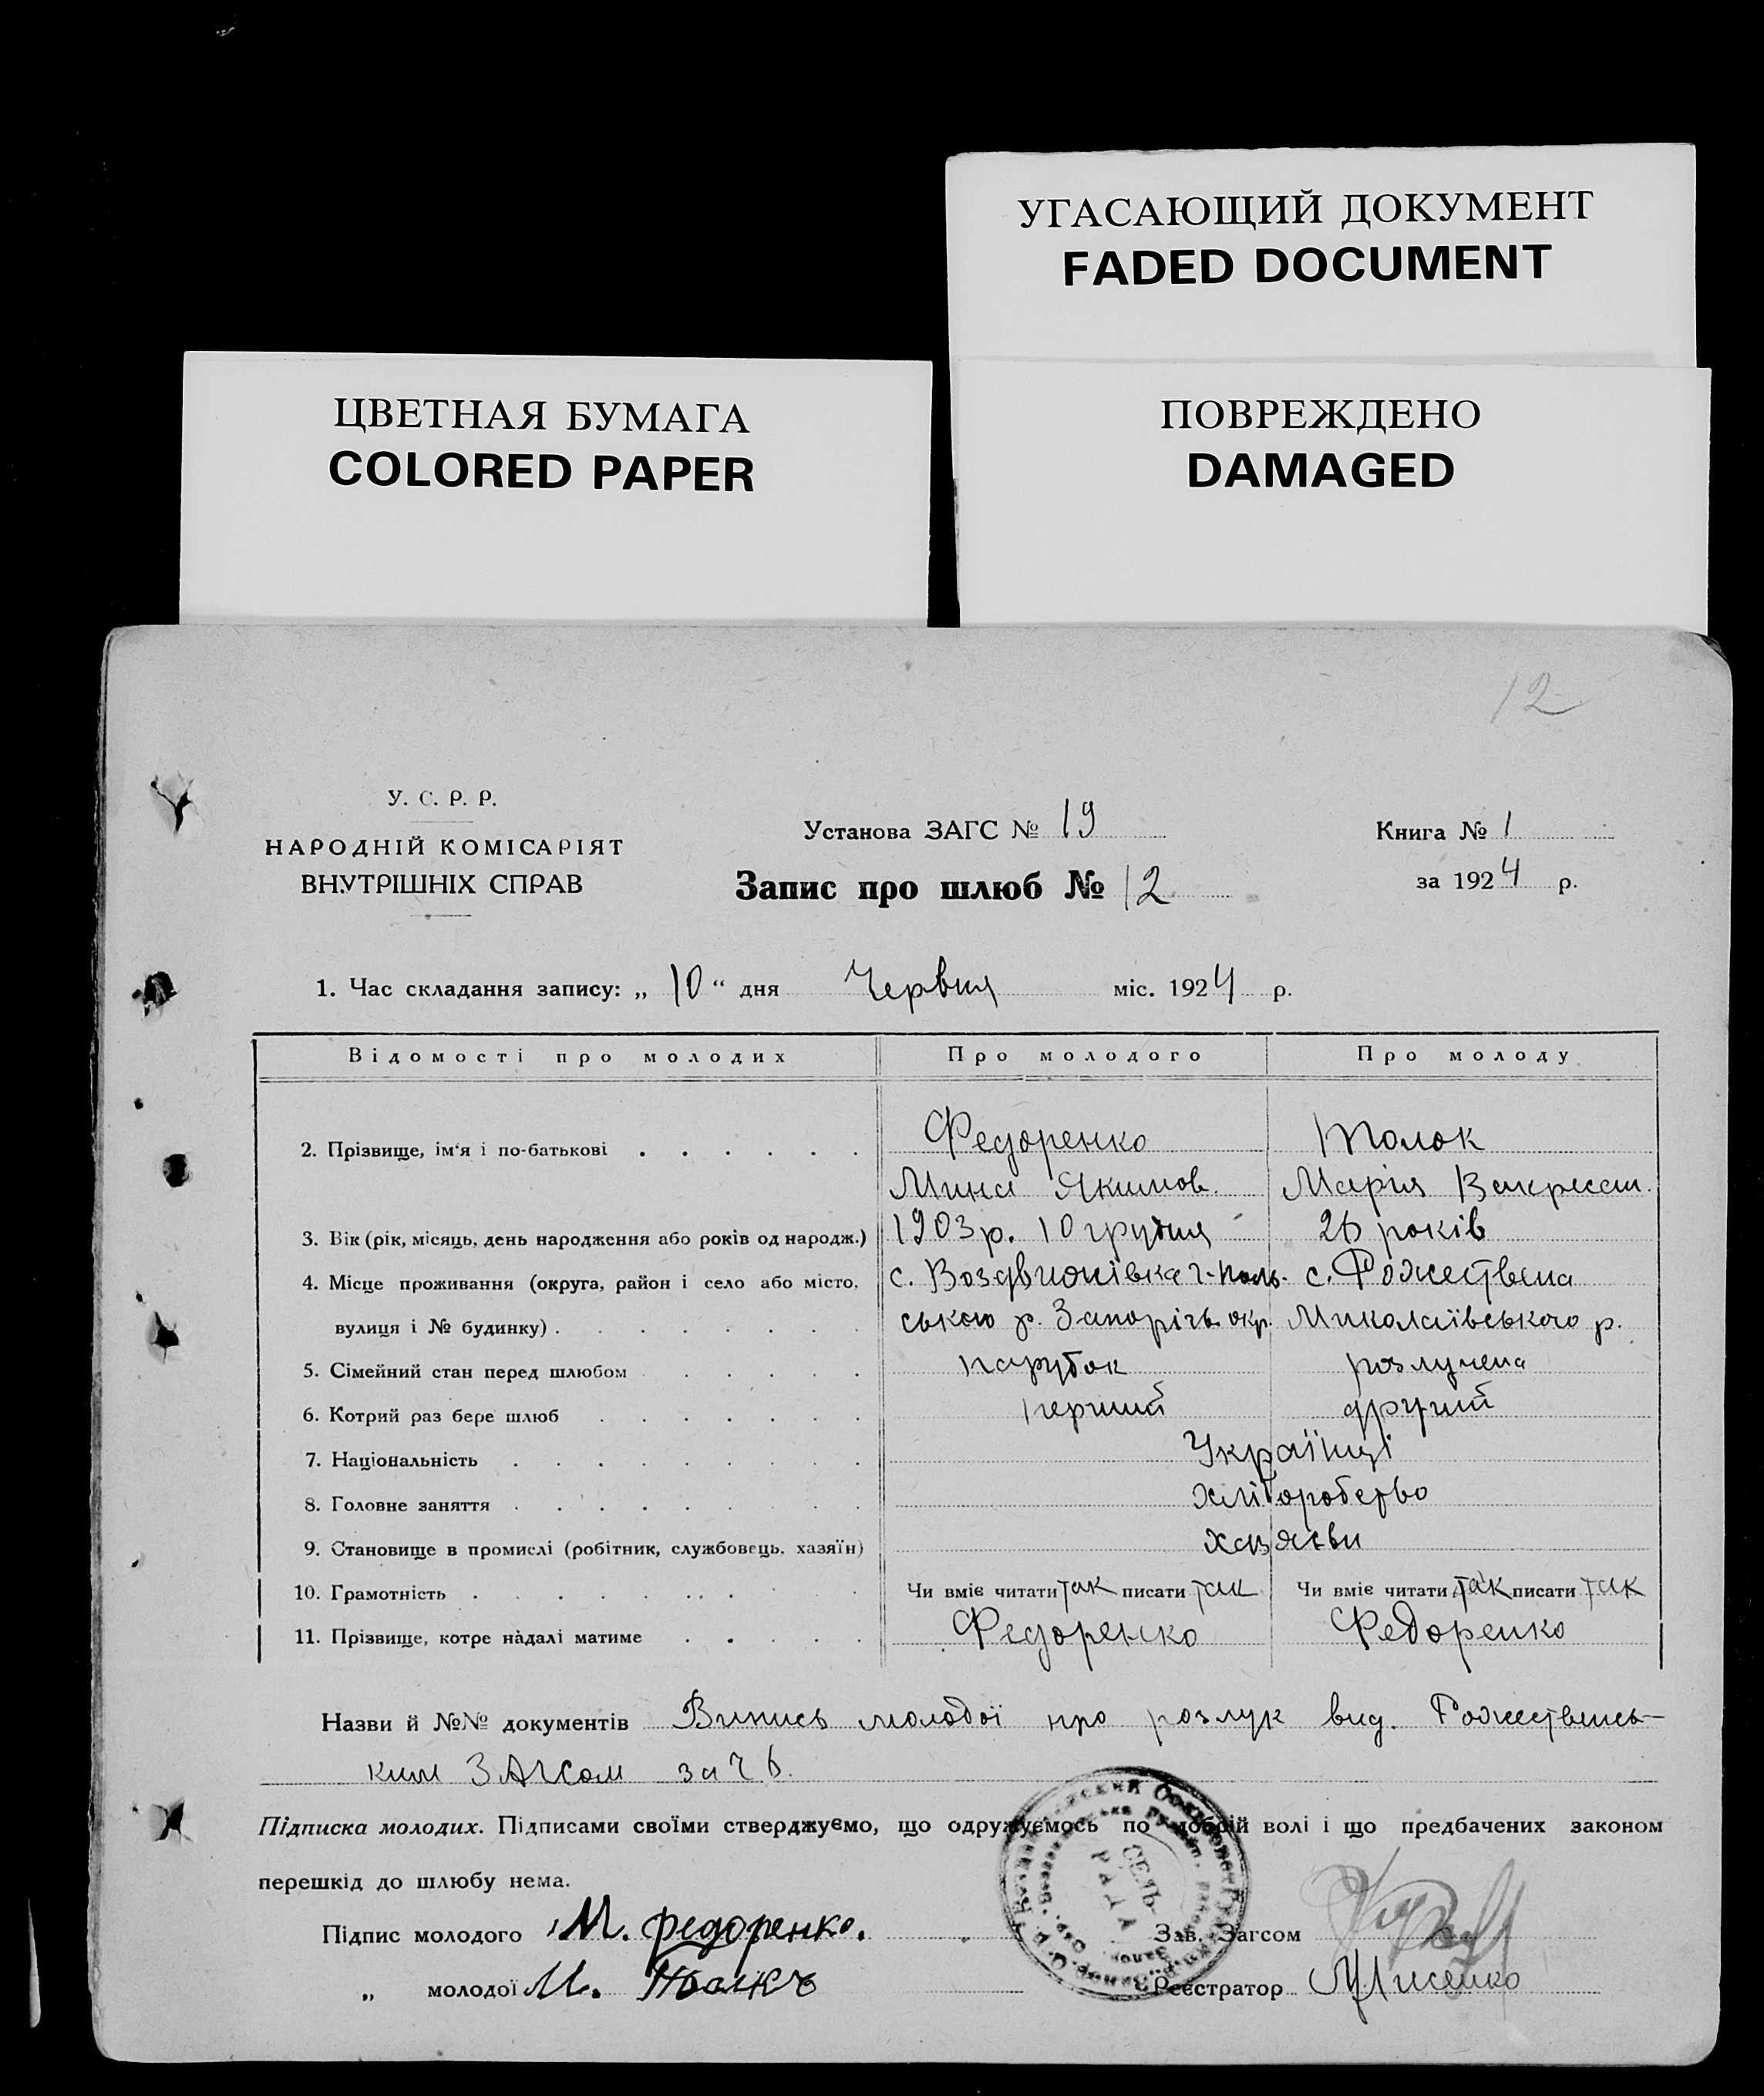 УГАСАЮЩИЙ ДОКУМЕНТ
FADED DOCUMENT
ЦВЕТНАЯ БУМАГА
COLORED PAPER
ПОВРЕЖДЕНО
DAMAGED
12
У. С. Р. Р.
НАРОДНІЙ КОМІСАРІЯТ
ВНУТРІШНІХ СПРАВ
Установа ЗАГС № 19
Запис про шлюб № 12
Книга № 1
за 1924 р.
1. Час складання запису: „ 10 “ дня Червня міс. 1924 р.
Відомості про молодих Про молодого Про молоду
2. Прізвище, ім‘я і по-батькові Федоренко
Мина Якимов. Марія
3. Вік (рік, місяць, день народження або років од народж.) 1903 р. 10 грудня 26 років
4. Місце проживання (округа, район і село або місто, с. Воздвижківка Г-Поль- с. Рожествена
вулиця і № будинку) ського р. Запоріж. окр. Миколаївського р.
5. Сімейний стан перед шлюбом парубок розлучена
6. Котрий раз бере шлюб перший другий
7. Національність Українці
8. Головне заняття хліборобство
9. Становище в промислі (робітник, службовець, хазяїн) хазяєви
10. Грамотність Чи вміє читати так писати так Чи вміє читати так писати так
11. Прізвище, котре нàдалі матиме Федоренко Федоренко
Назви й №№ документів Випись молодої про розлук вид. Рожественсь-
ким ЗАГСом за Ч 6.
Підписка молодих. Підписами своїми стверджуємо, що одружуємось по добрій волі і що предбачених законом
перешкід до шлюбу нема.
Підпис молодого М. Федоренко.
Зав. Загсом
„ молодої М.
Реєстратор Лисенко
СЕЛЬ-
РАДА